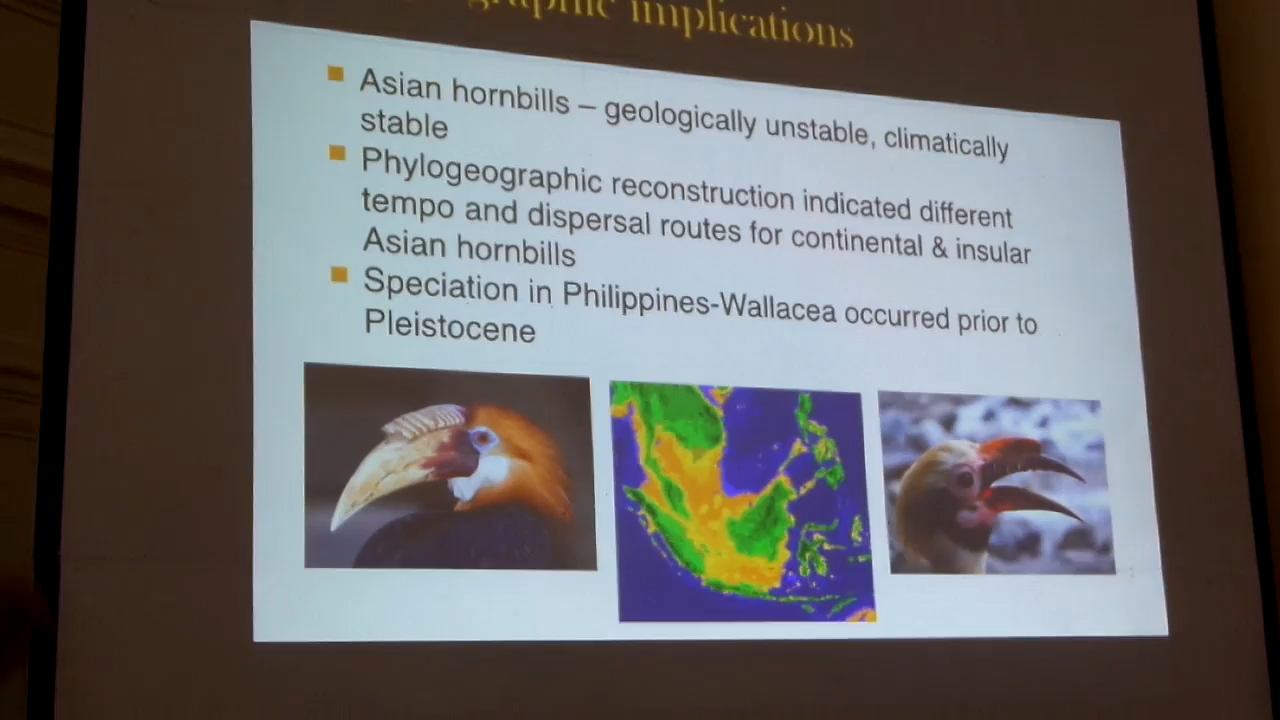 implications
Asian hornbills – geologically unstable, climatically
stable
Phylogeographic reconstruction indicated different
tempo and dispersal routes for continental & insular
Asian hornbills
Speciation in Philippines-Wallacea occurred prior to
Pleistocene